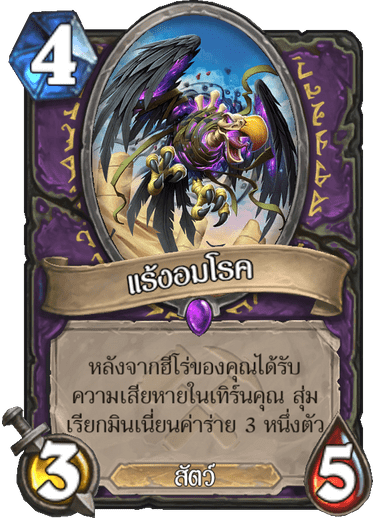 4
แร้งอมโรค
หลังจากฮีโร่ของคุณได้รับ
ความเสียหายในเทิร์นคุณ สุ่ม
เรียกมินเนี่ยนค่าร่าย 3 หนึ่งตัว
3
สัตว์
5